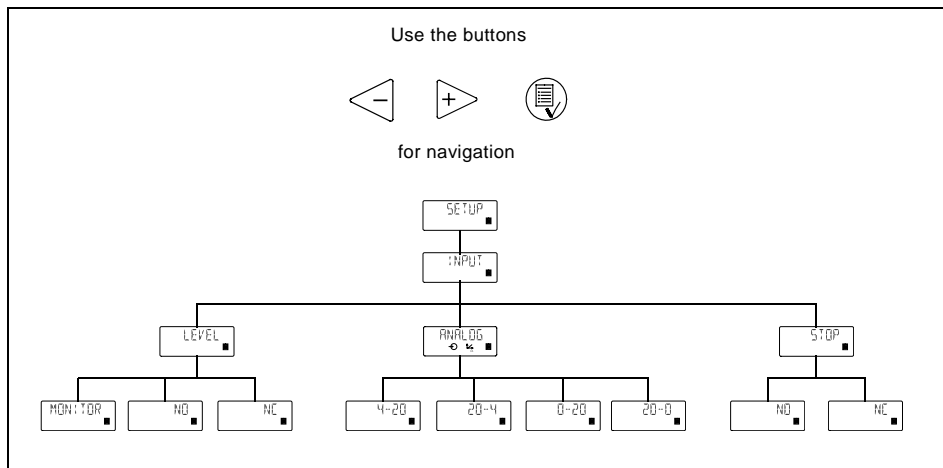 Use the buttons
- +
for navigation
SETUP
INPUT
LEVEL ANALOG STOP
MONITOR NO NC 4-20 20-4 0-20 20-0 NO NC